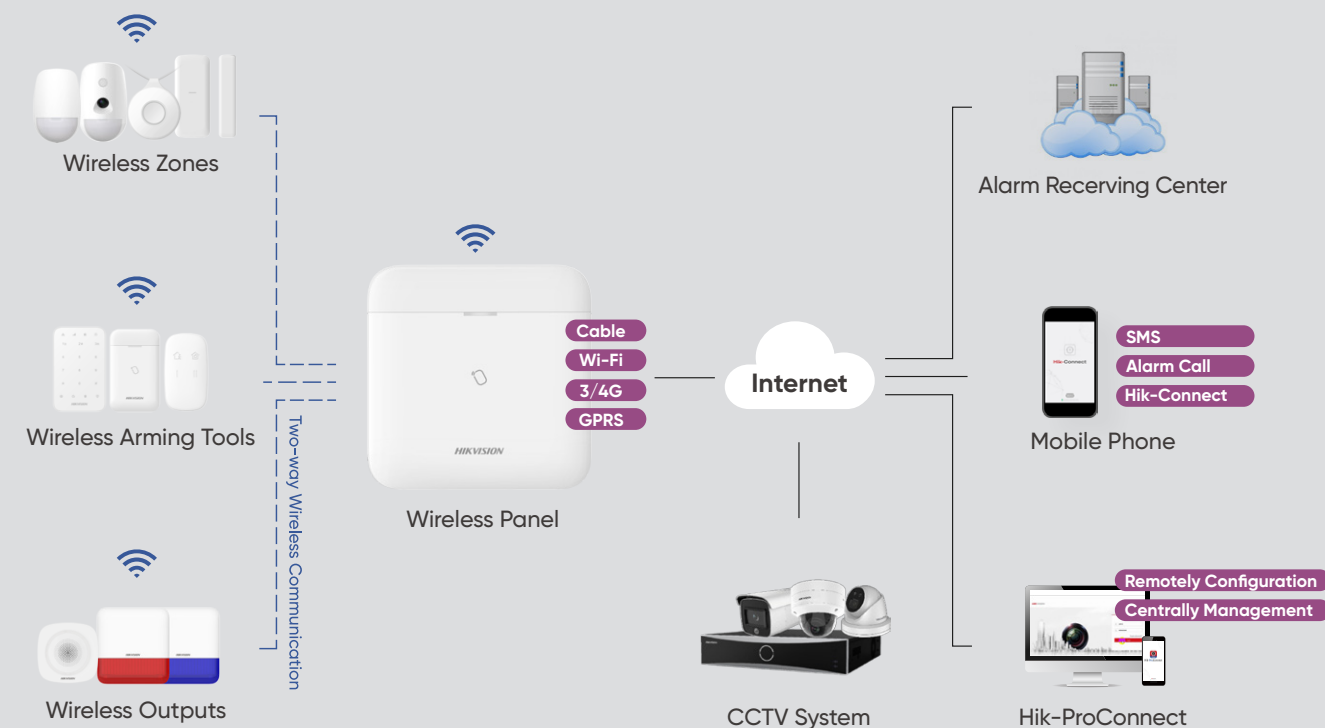 Wireless Zones
Wireless Arming Tools
Wireless Outputs
Two-way Wireless Communication
Cable
Wi-Fi
3/4G
GPRS
HIKVISION
Wireless Panel
Internet
CCTV System
Alarm Recerving Center
Hik-Connect
SMS
Alarm Call
Hik-Connect
Mobile Phone
Remotely Configuration
Centrally Management
Hik-ProConnect